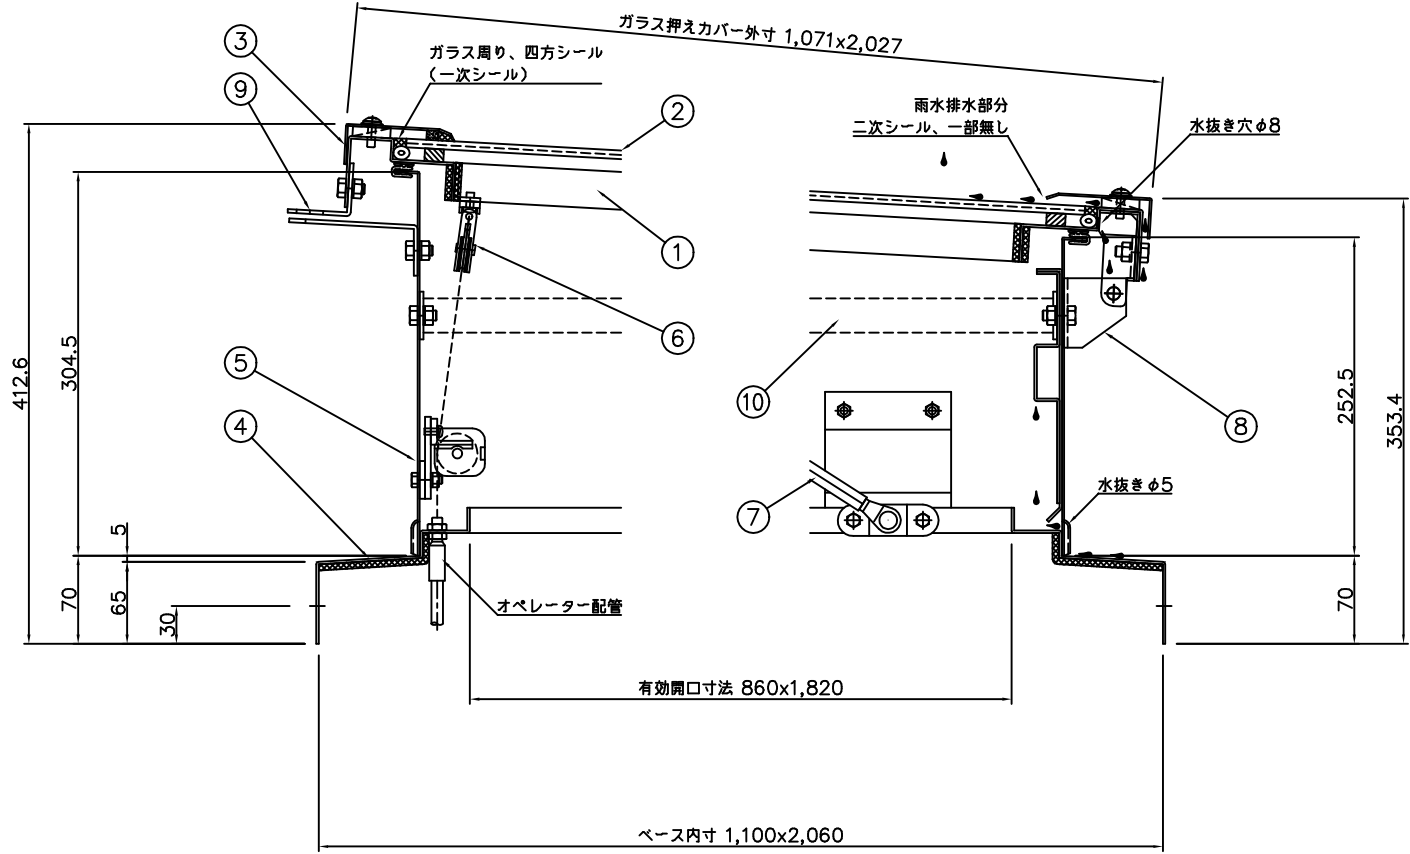 ガラス押えカバー外寸 1,071x2,027
③
ガラス周り、四方シール
(一次シール)
⑨
②
雨水排水部分
二次シール、一部無し
水抜き穴φ8
①
⑥
412.6
304.5
⑤
④
⑩
⑧
252.5
353.4
水抜きφ5
⑦
5
70
65
30
オペレーター配管
70
有効開口寸法 860x1,820
ベース内寸 1,100x2,060